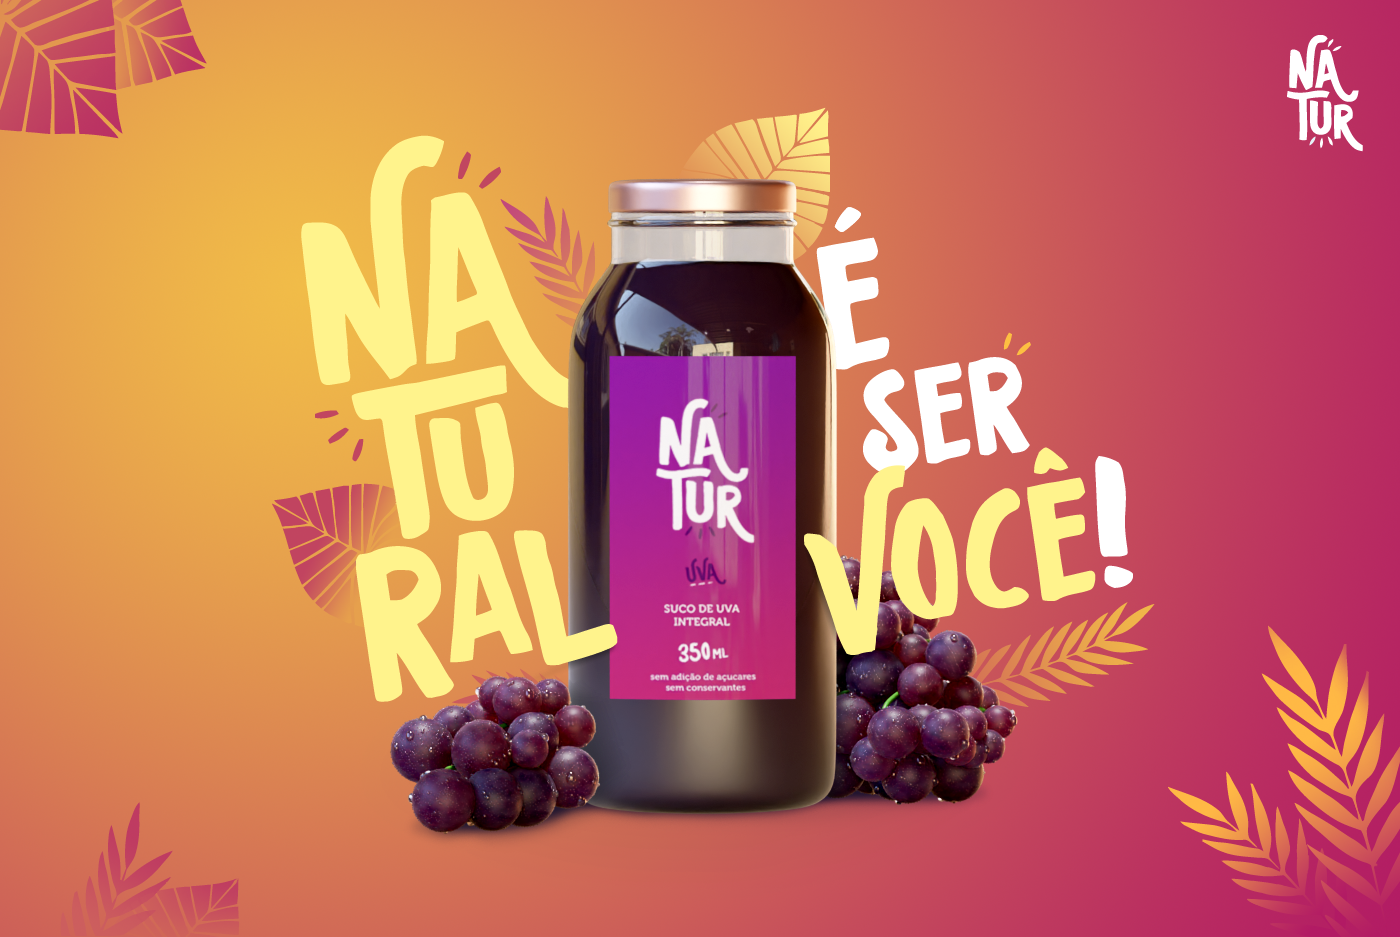 NA
TUR
NA
TU
RAL
É
SER
VOCÊ!
NA
TUR
UVA
SUCO DE UVA
INTEGRAL
350 ML
sem adição de açucares
sem conservantes